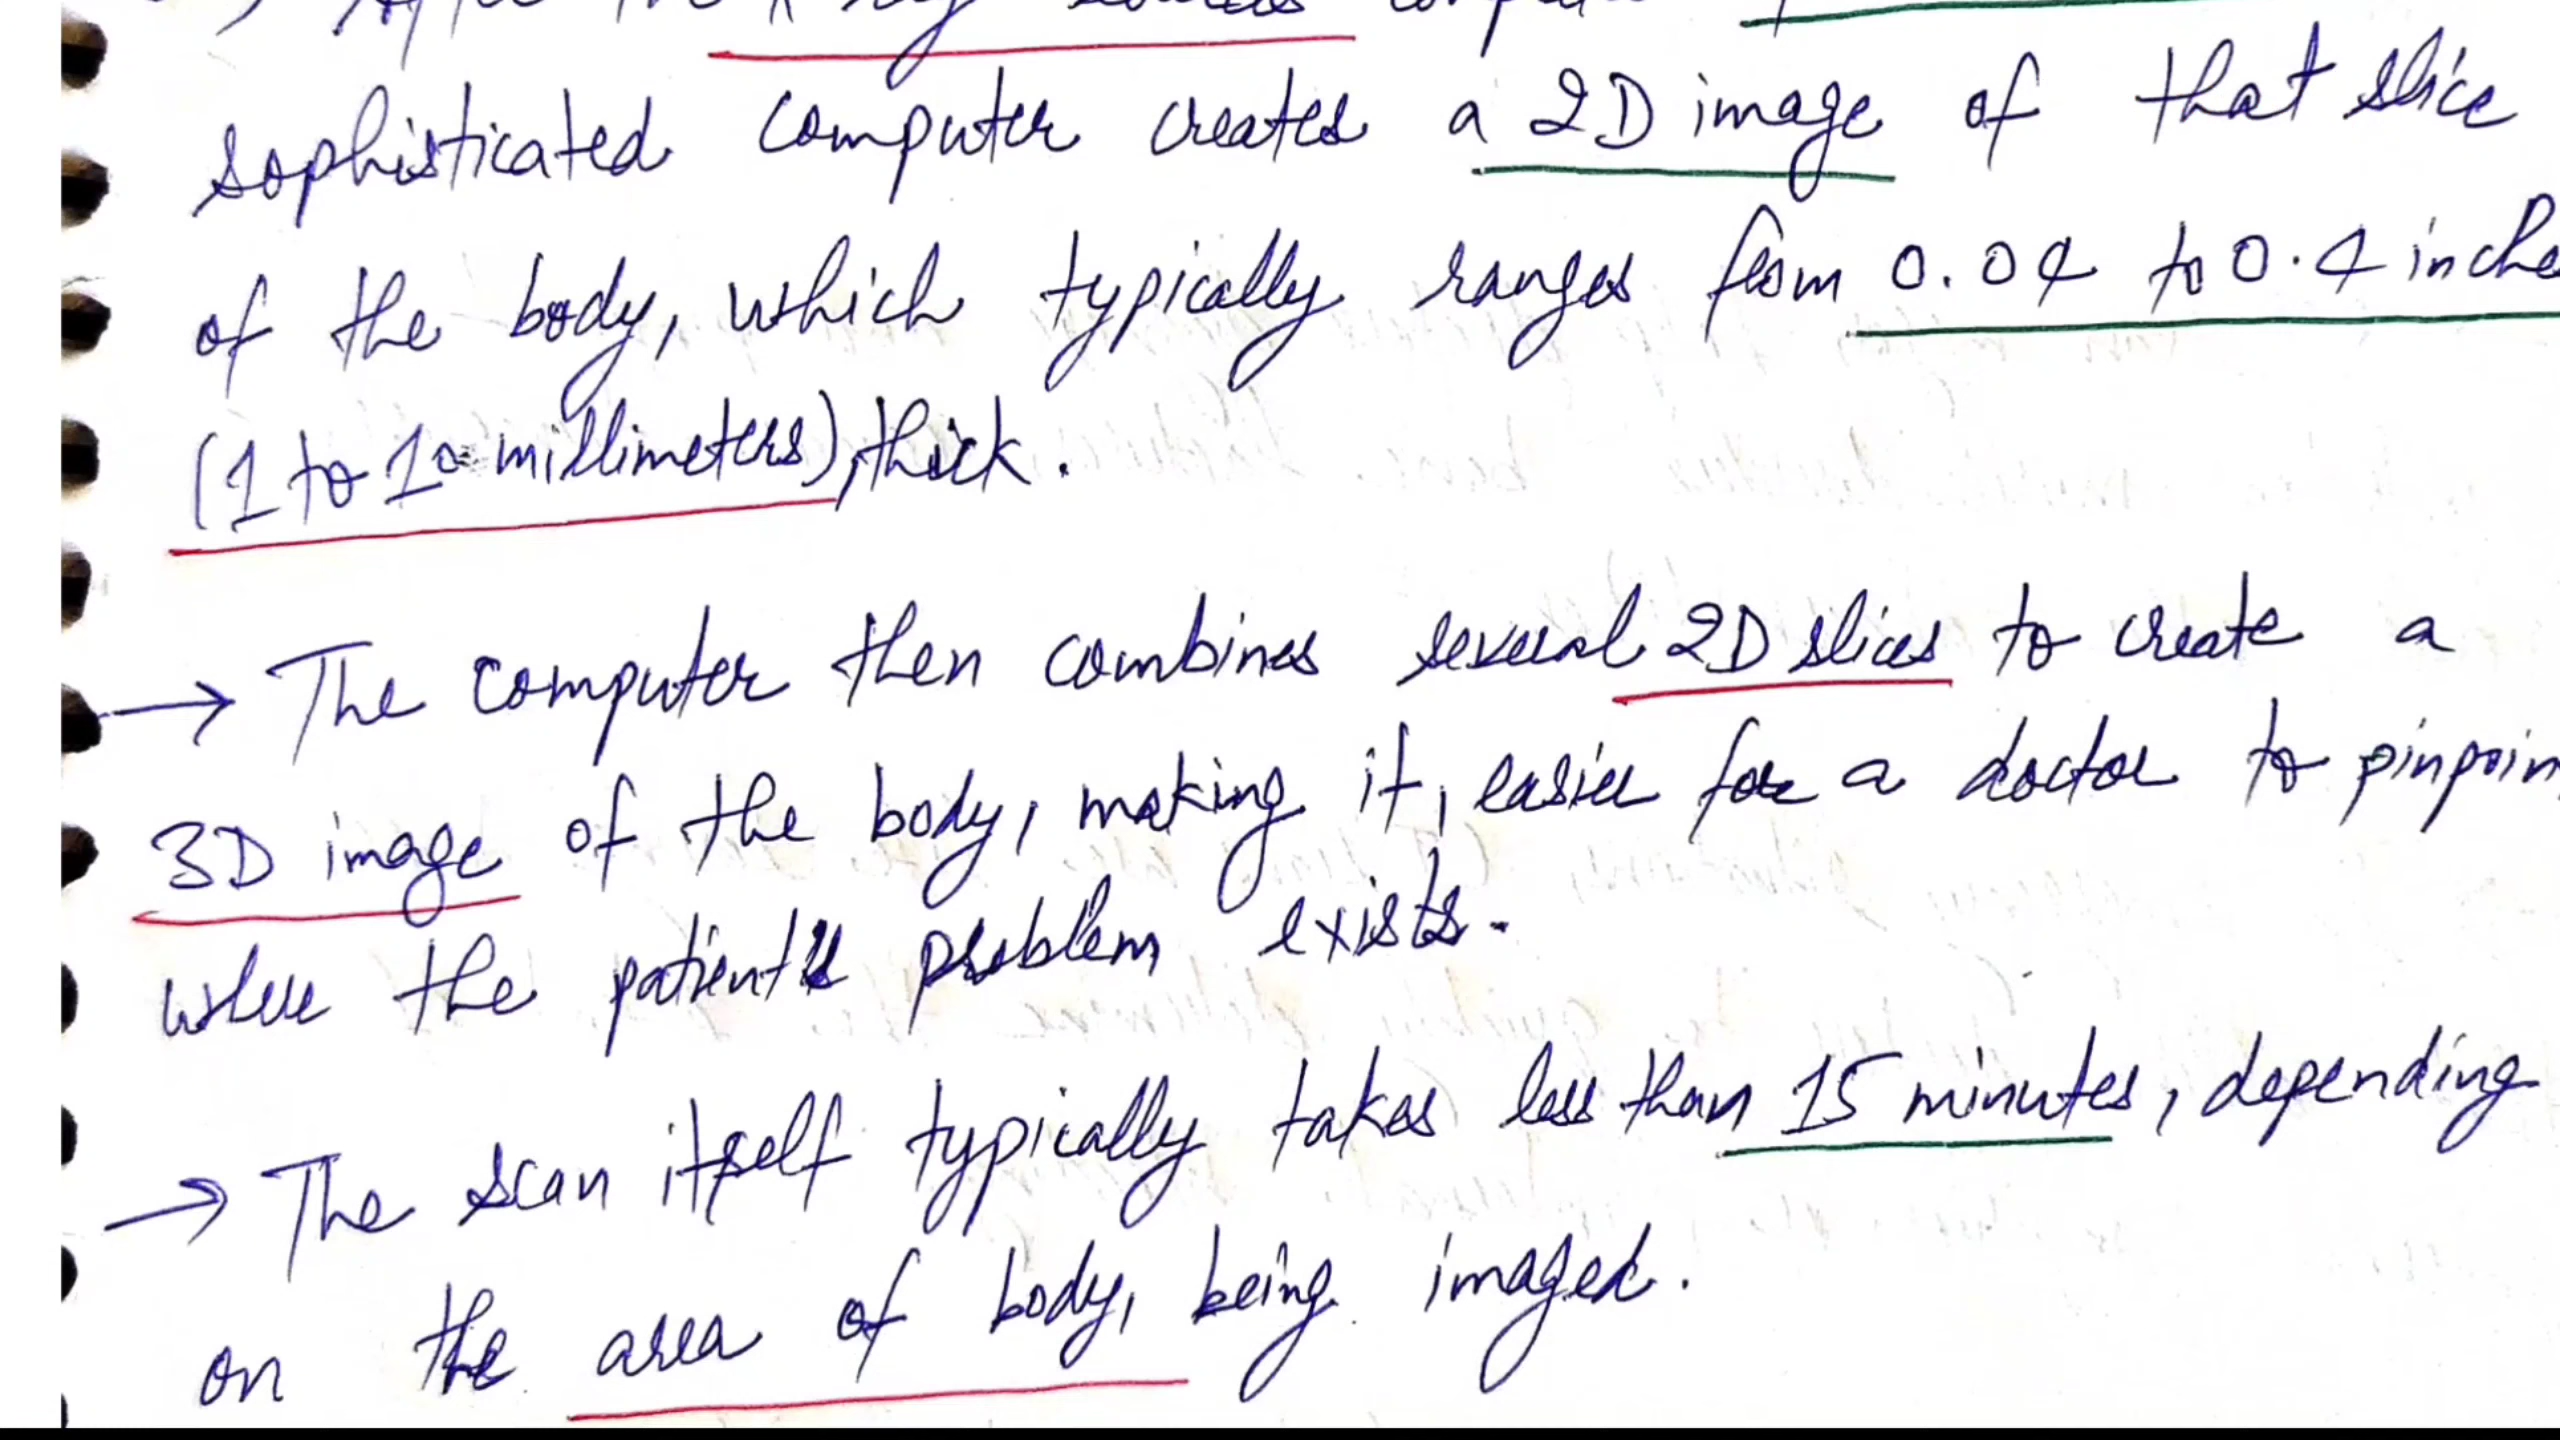 sophisticated computer creates a 2D image of that slice
of the body, which typically ranges from 0.04 to 0.4 inche
(1 to 10 millimeters), thick.
→ The computer then combines several 2D slices to create a
3D image of the body, making it, easier for a doctor to pinpoin
where the patient's problem exists.
→ The scan itself typically takes less than 15 minutes, depending
on the area of body, being imaged.